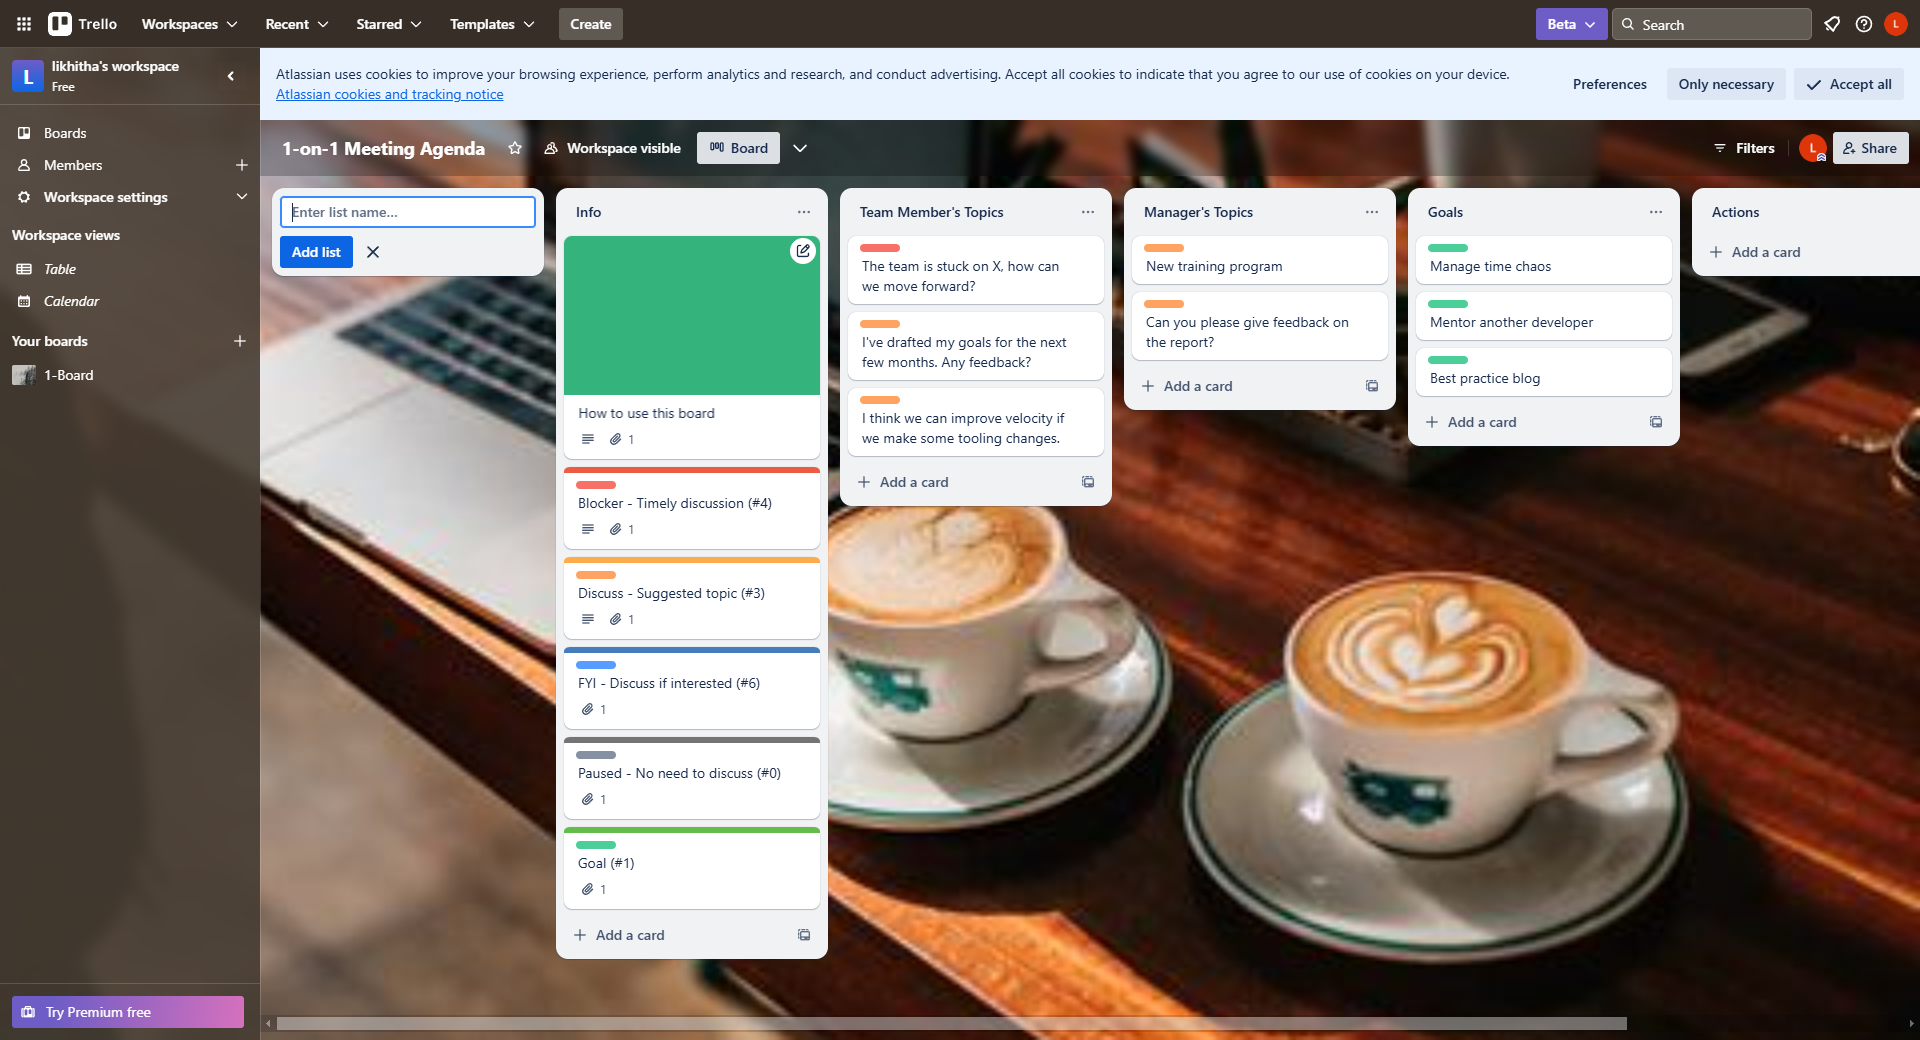 Trello
Workspaces
Recent
Starred
Templates
Create
Beta
Search
L
L
likhitha's workspace
Free
Boards
Members
Workspace settings
Workspace views
Table
Calendar
Your boards
1-Board
Try Premium free
Atlassian uses cookies to improve your browsing experience, perform analytics and research, and conduct advertising. Accept all cookies to indicate that you agree to our use of cookies on your device.
Atlassian cookies and tracking notice
Preferences
Only necessary
Accept all
1-on-1 Meeting Agenda
Workspace visible
Board
Filters
L
Share
Enter list name...
Add list
Info
How to use this board
1
Blocker - Timely discussion (#4)
1
Discuss - Suggested topic (#3)
1
FYI - Discuss if interested (#6)
1
Paused - No need to discuss (#0)
1
Goal (#1)
1
Add a card
Team Member's Topics
The team is stuck on X, how can
we move forward?
I've drafted my goals for the next
few months. Any feedback?
I think we can improve velocity if
we make some tooling changes.
Add a card
Manager's Topics
New training program
Can you please give feedback on
the report?
Add a card
Goals
Manage time chaos
Mentor another developer
Best practice blog
Add a card
Actions
Add a card